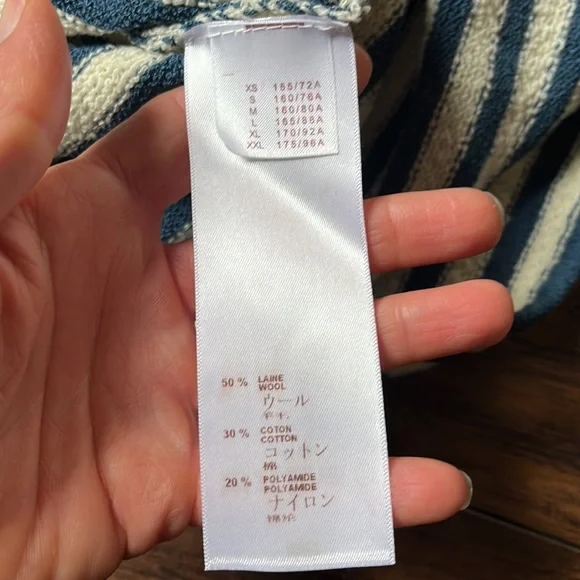 XS 155/72A
S 160/76A
M 160/80A
L 165/88A
XL 170/92A
XXL 175/96A
50 % LAINE
WOOL
ウール
30 % COTON
COTTON
コットン
棉
20 % POLYAMIDE
POLYAMIDE
ナイロン